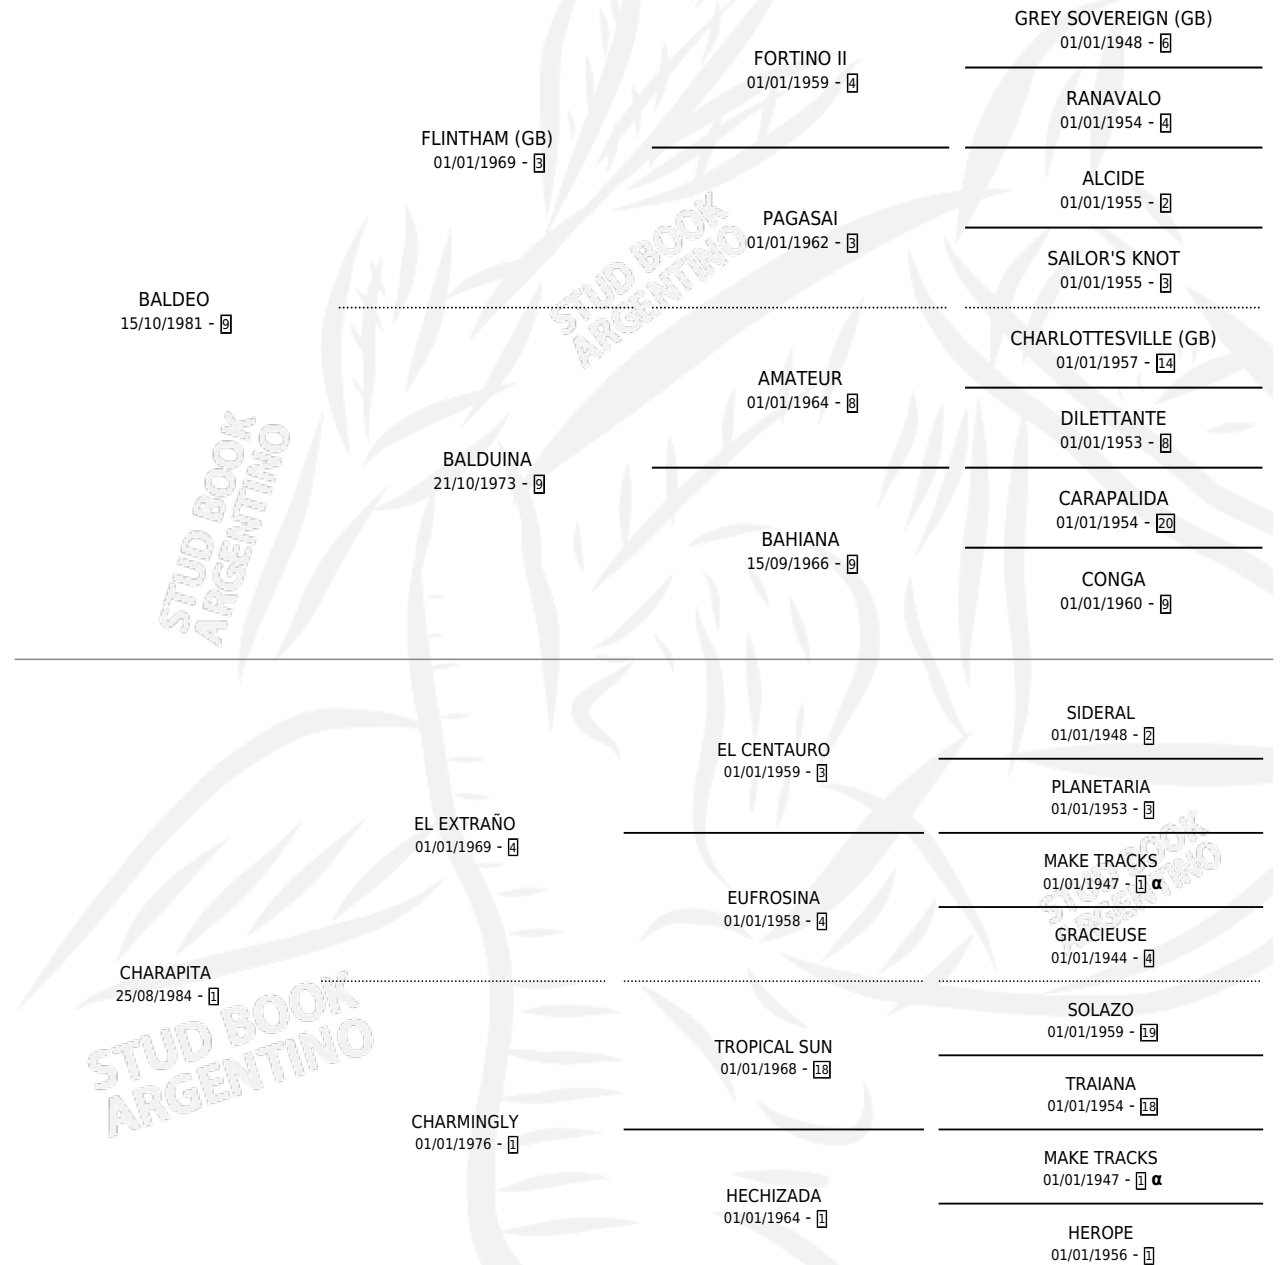 GREY SOVEREIGN (GB)
01/01/1948 - 6
FORTINO II
01/01/1959 - 4
RANAVALO
01/01/1954 - 4
FLINTHAM (GB)
01/01/1969 - 3
ALCIDE
01/01/1955 - 2
PAGASAI
01/01/1962 - 3
SAILOR'S KNOT
01/01/1955 - 3
STUD BOOK
ARGENTINO
BALDEO
15/10/1981 - 9
CHARLOTTESVILLE (GB)
01/01/1957 - 14
AMATEUR
01/01/1964 - 8
DILETTANTE
01/01/1953 - 8
BALDUINA
21/10/1973 - 9
CARAPALIDA
01/01/1954 - 20
BAHIANA
15/09/1966 - 9
CONGA
01/01/1960 - 9
STUD BOOK
ARGENTINO
SIDERAL
01/01/1948 - 2
EL CENTAURO
01/01/1959 - 3
PLANETARIA
01/01/1953 - 3
EL EXTRAÑO
01/01/1969 - 4
MAKE TRACKS
01/01/1947 - 1 α
EUFROSINA
01/01/1958 - 4
GRACIEUSE
01/01/1944 - 4
STUD BOOK
ARGENTINO
CHARAPITA
25/08/1984 - 1
SOLAZO
01/01/1959 - 19
TROPICAL SUN
01/01/1968 - 18
TRAIANA
01/01/1954 - 18
STUD BOOK
ARGENTINO
CHARMINGLY
01/01/1976 - 1
MAKE TRACKS
01/01/1947 - 1 α
HECHIZADA
01/01/1964 - 1
HEROPE
01/01/1956 - 1